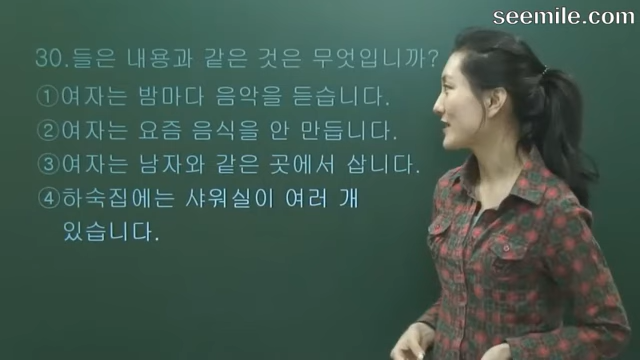 seemile.com
30.들은 내용과 같은 것은 무엇입니까?
①여자는 밤마다 음악을 듣습니다.
②여자는 요즘 음식을 안 만듭니다.
③여자는 남자와 같은 곳에서 삽니다.
④하숙집에는 샤워실이 여러 개
있습니다.